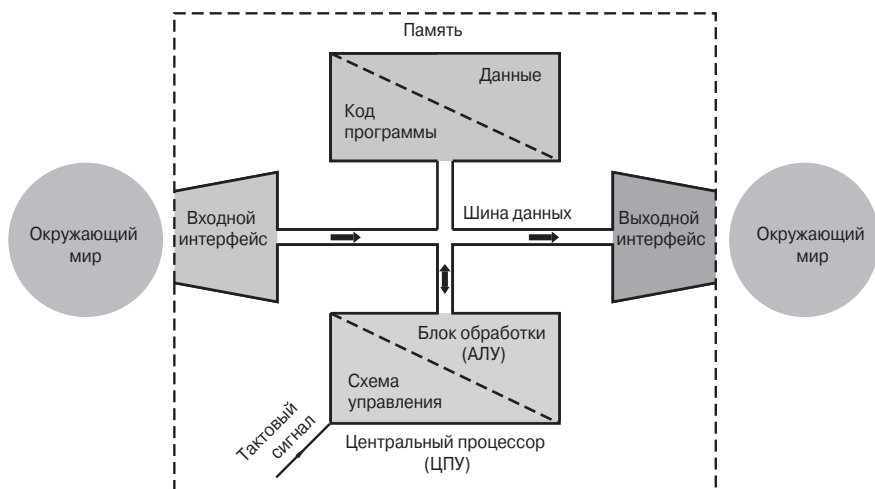 Память
Данные
Код
программы
Окружающий
мир
Входной
интерфейс
Шина данных
Выходной
интерфейс
Окружающий
мир
Блок обработки
(АЛУ)
Схема
управления
Тактовый
сигнал
Центральный процессор
(ЦПУ)